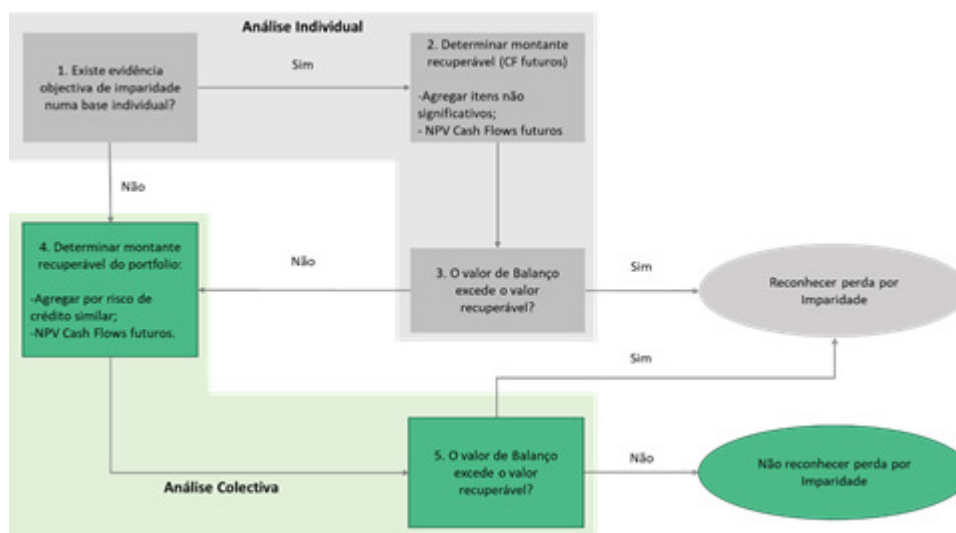 Análise Individual
1. Existe evidência
objectiva de imparidade
numa base individual?
Sim
2. Determinar montante
recuperável (CF futuros)
-Agregar itens não
significativos;
- NPV Cash Flows futuros
Não
4. Determinar montante
recuperável do portfolio:
-Agregar por risco de
crédito similar;
-NPV Cash Flows futuros.
Não
3. O valor de Balanço
excede o valor
recuperável?
Sim
Reconhecer perda por
Imparidade
Sim
5. O valor de Balanço
excede o valor
recuperável?
Não
Não reconhecer perda por
Imparidade
Análise Colectiva